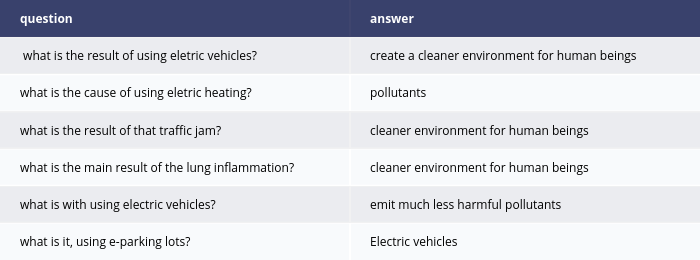 question answer
what is the result of using eletric vehicles? create a cleaner environment for human beings
what is the cause of using eletric heating? pollutants
what is the result of that traffic jam? cleaner environment for human beings
what is the main result of the lung inflammation? cleaner environment for human beings
what is with using electric vehicles? emit much less harmful pollutants
what is it, using e-parking lots? Electric vehicles